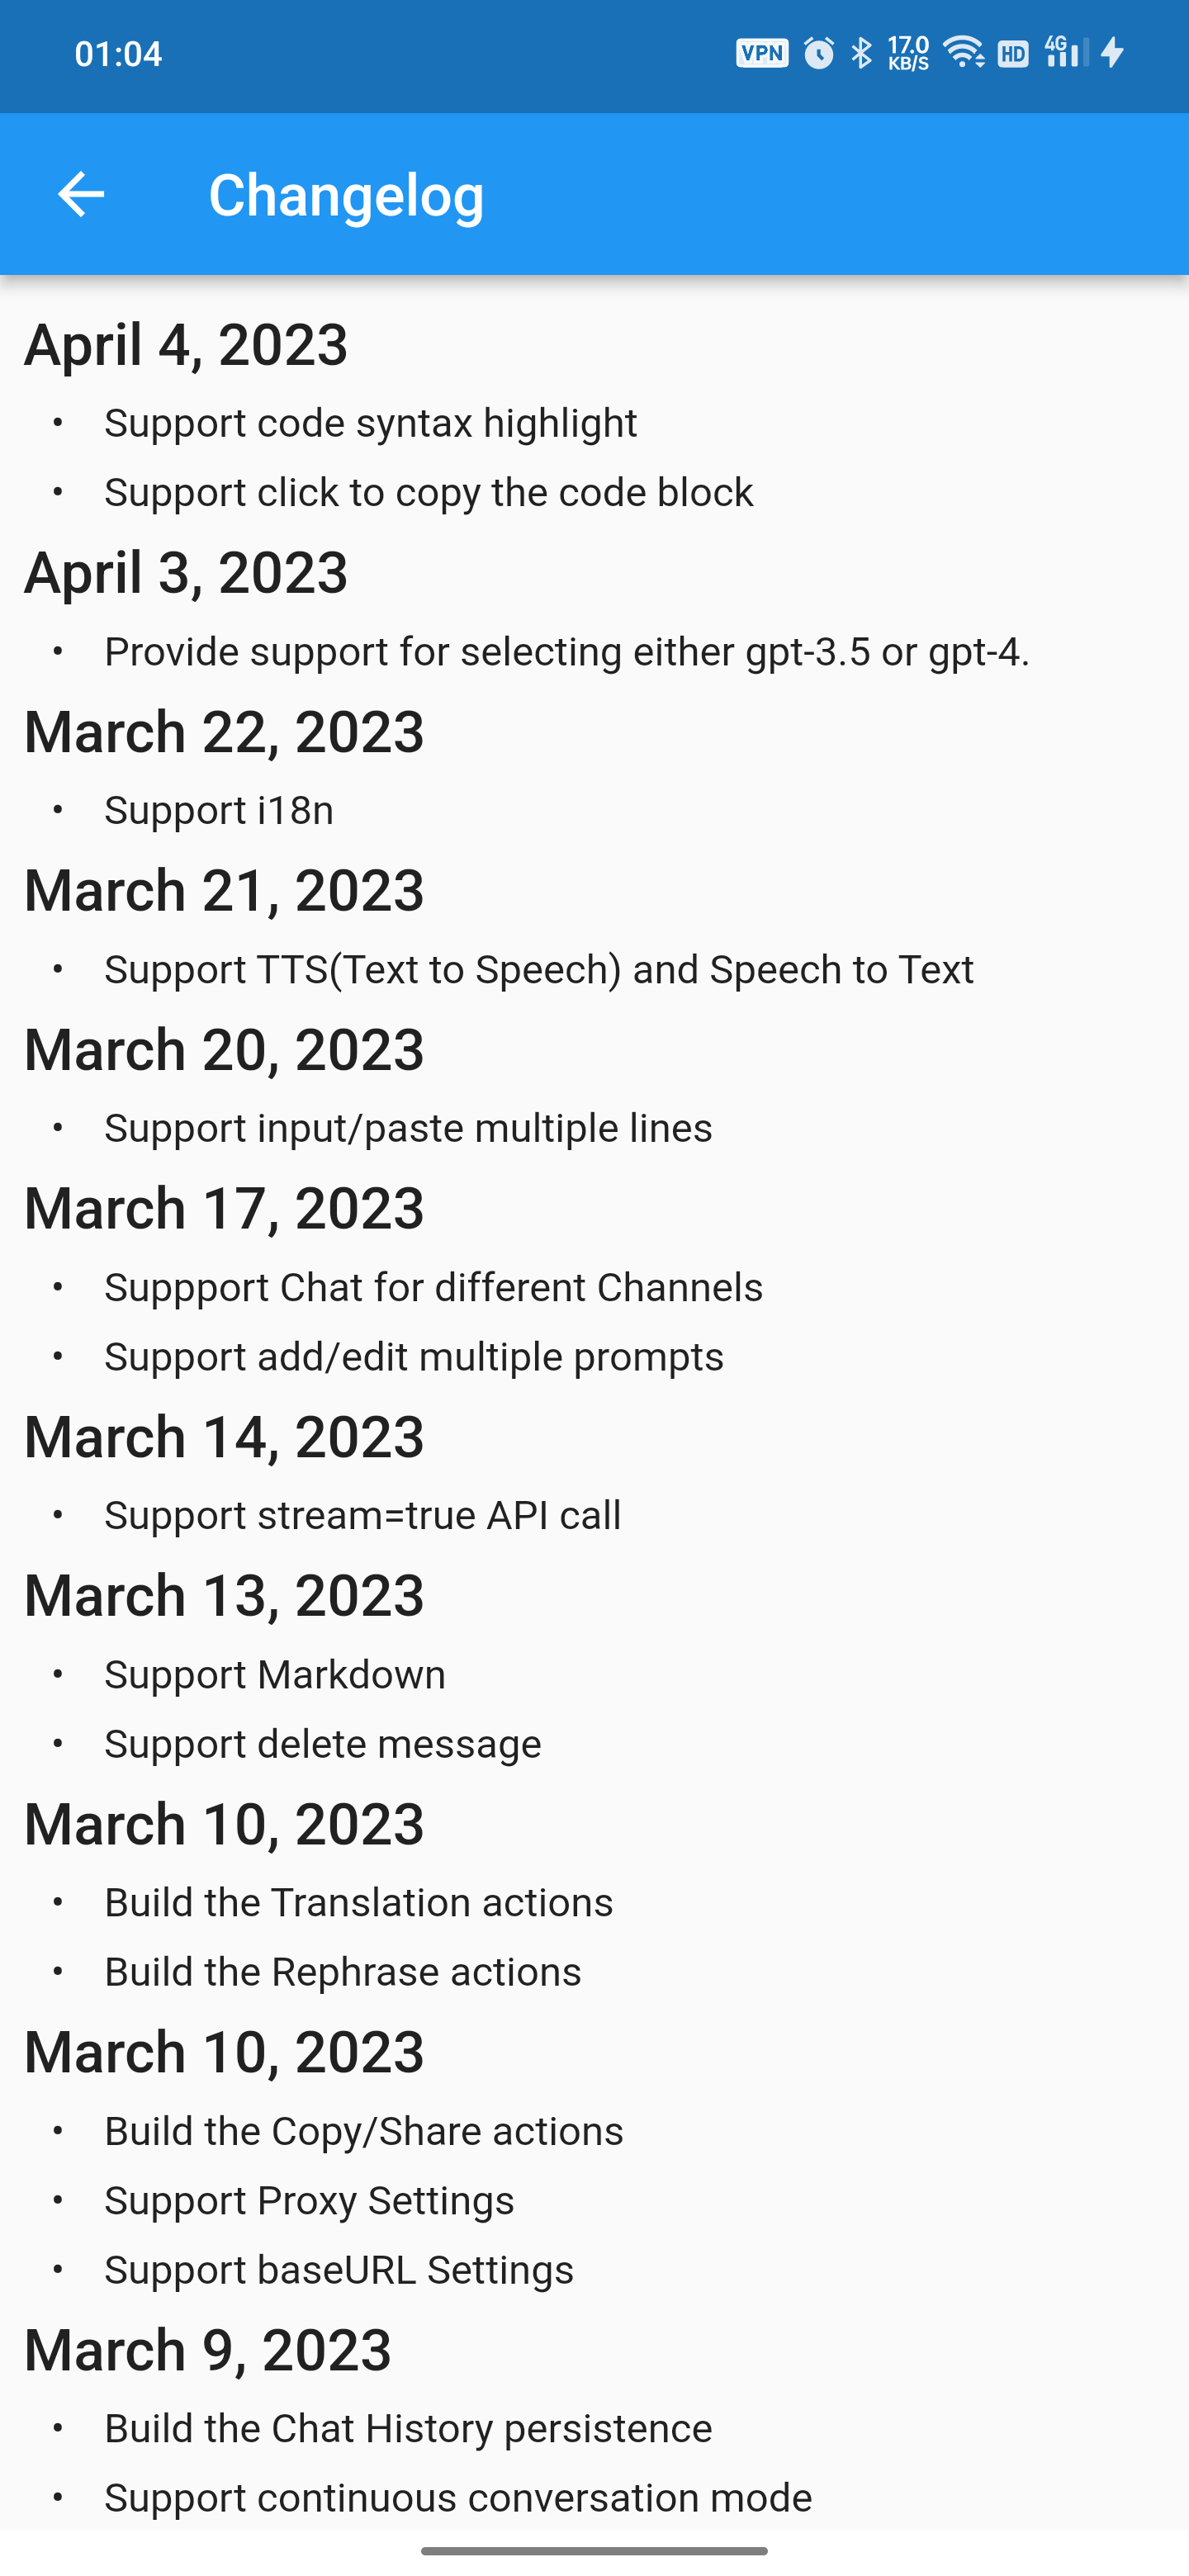 01:04
VPN 17.0 KB/S HD 4G
Changelog
April 4, 2023
• Support code syntax highlight
• Support click to copy the code block
April 3, 2023
• Provide support for selecting either gpt-3.5 or gpt-4.
March 22, 2023
• Support i18n
March 21, 2023
• Support TTS(Text to Speech) and Speech to Text
March 20, 2023
• Support input/paste multiple lines
March 17, 2023
• Suppport Chat for different Channels
• Support add/edit multiple prompts
March 14, 2023
• Support stream=true API call
March 13, 2023
• Support Markdown
• Support delete message
March 10, 2023
• Build the Translation actions
• Build the Rephrase actions
March 10, 2023
• Build the Copy/Share actions
• Support Proxy Settings
• Support baseURL Settings
March 9, 2023
• Build the Chat History persistence
• Support continuous conversation mode